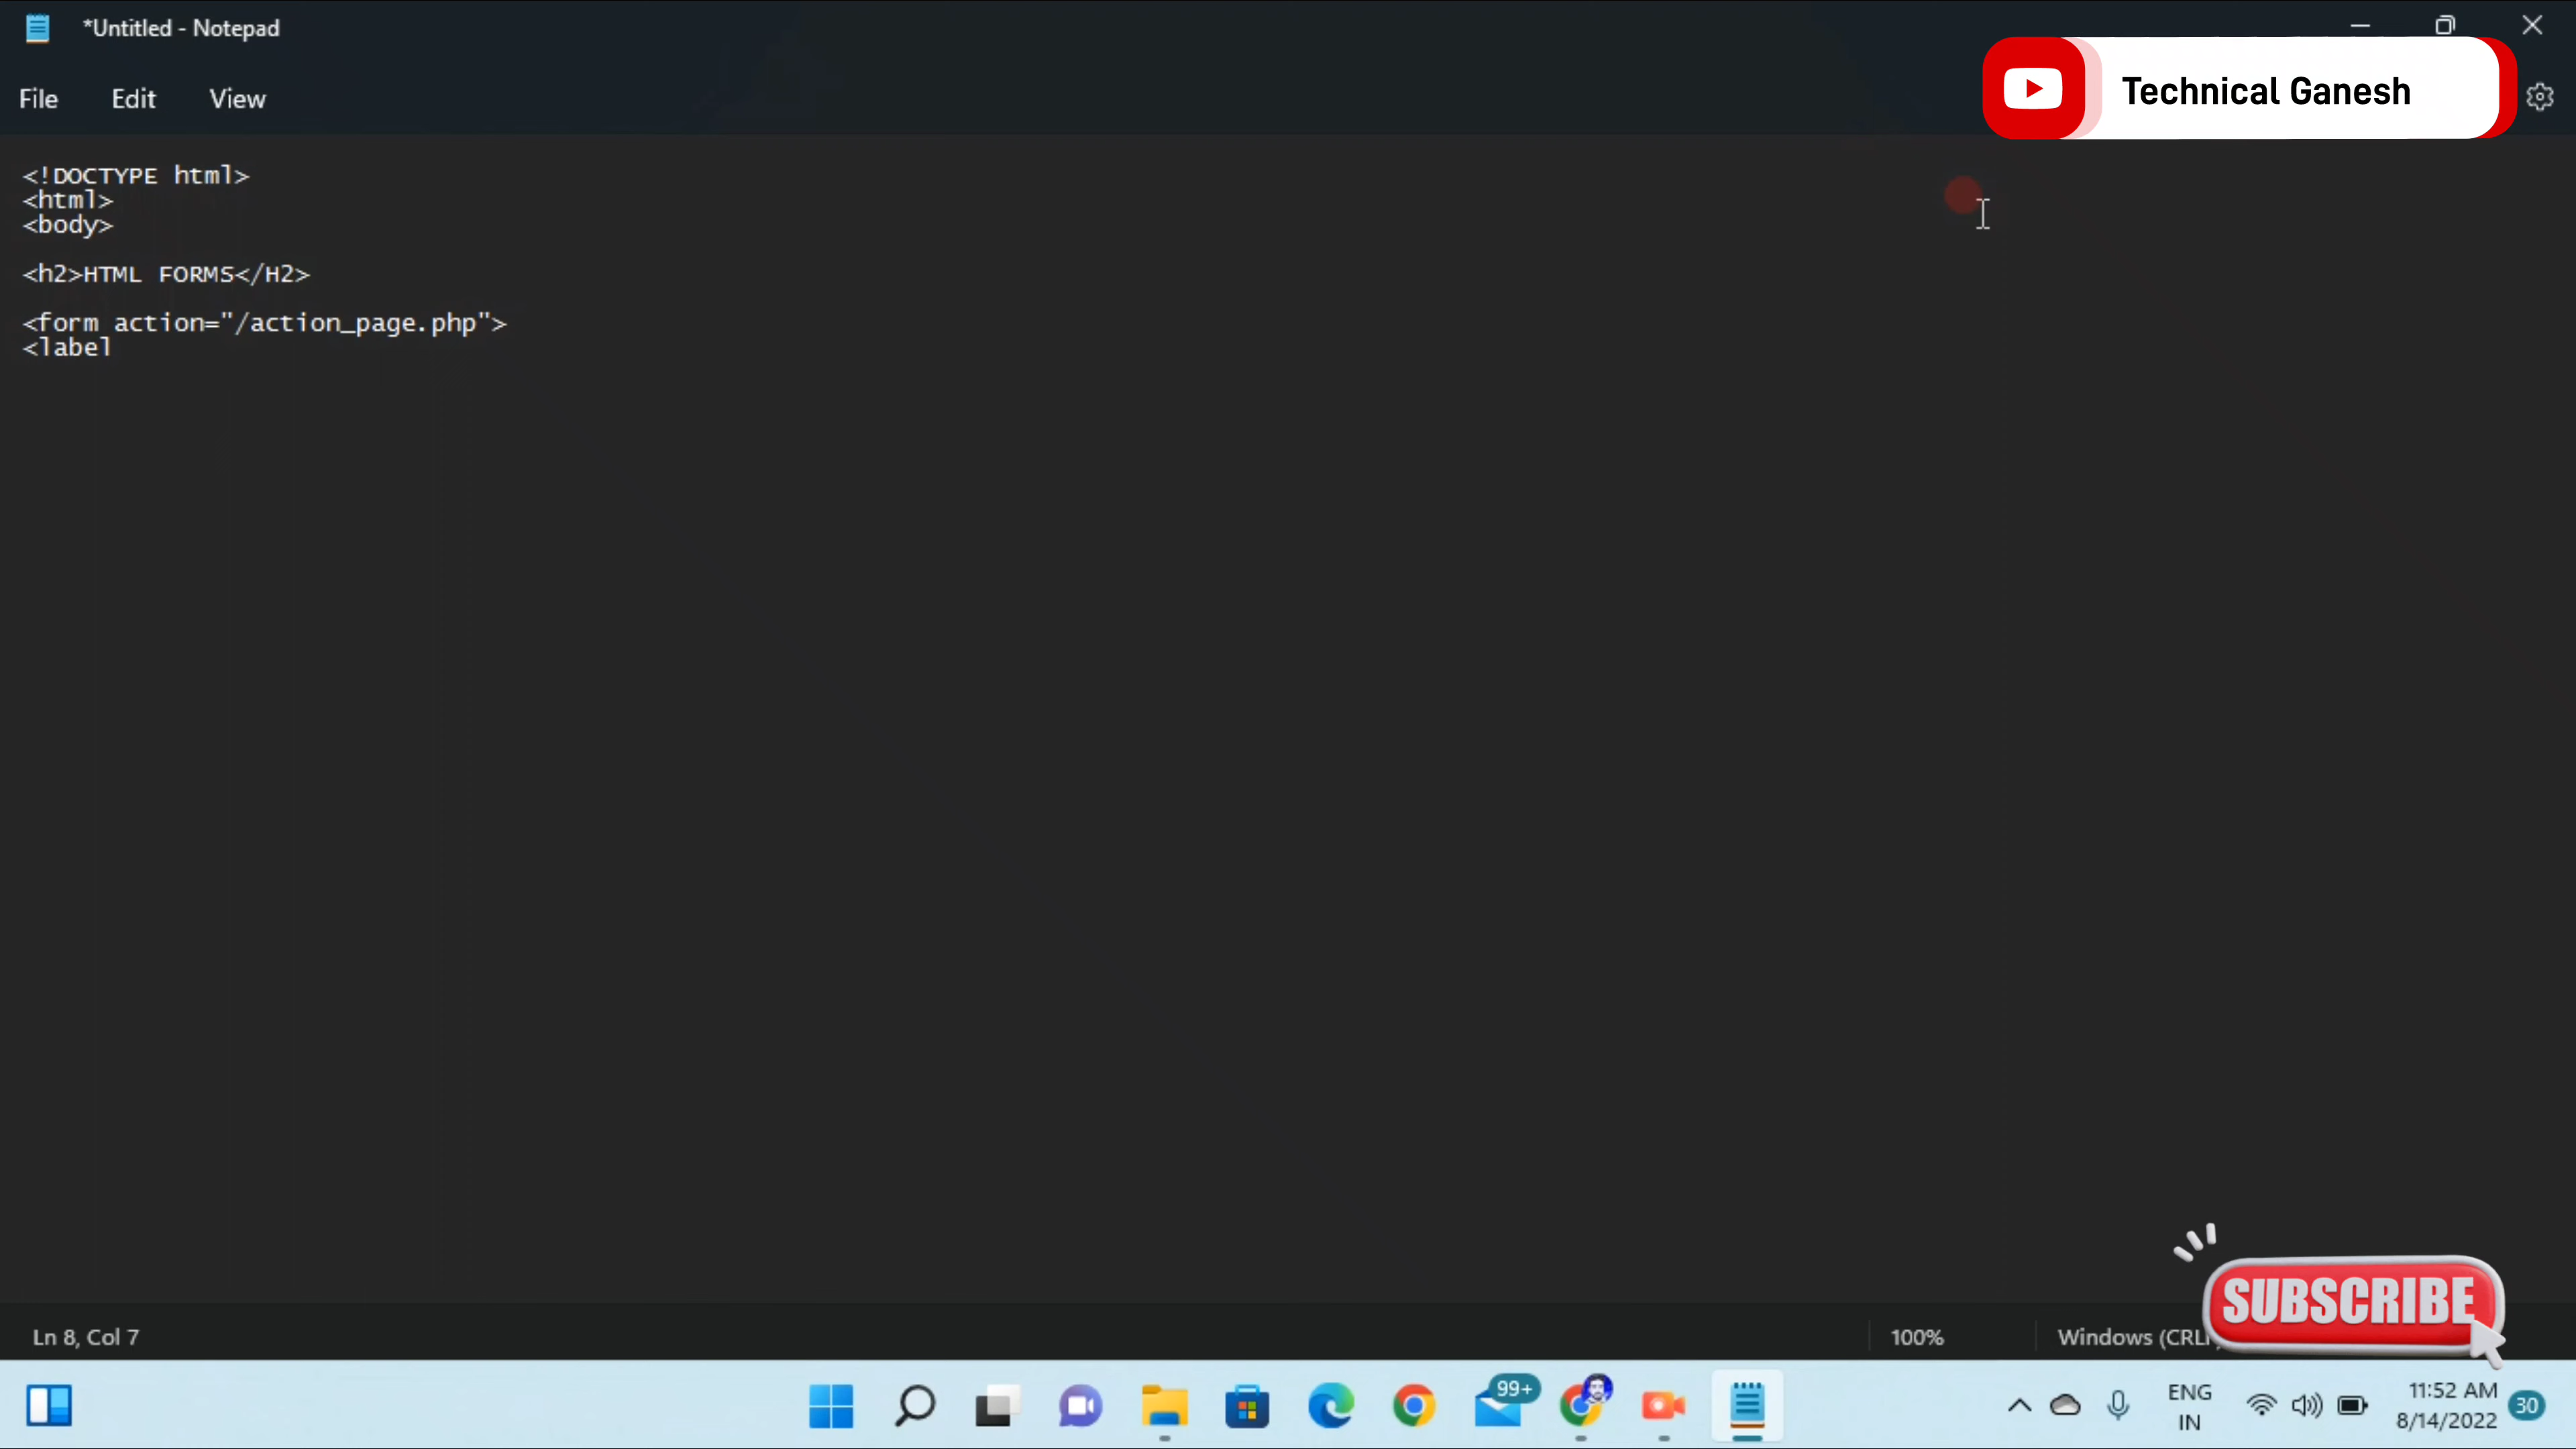 *Untitled - Notepad
File Edit View
Technical Ganesh
<!DOCTYPE html>
<html>
<body>
<h2>HTML FORMS</H2>
<form action="/action_page.php">
<label
SUBSCRIBE
Ln 8, Col 7
100%
Windows (CRL
99+
ENG
IN
11:52 AM
8/14/2022
30